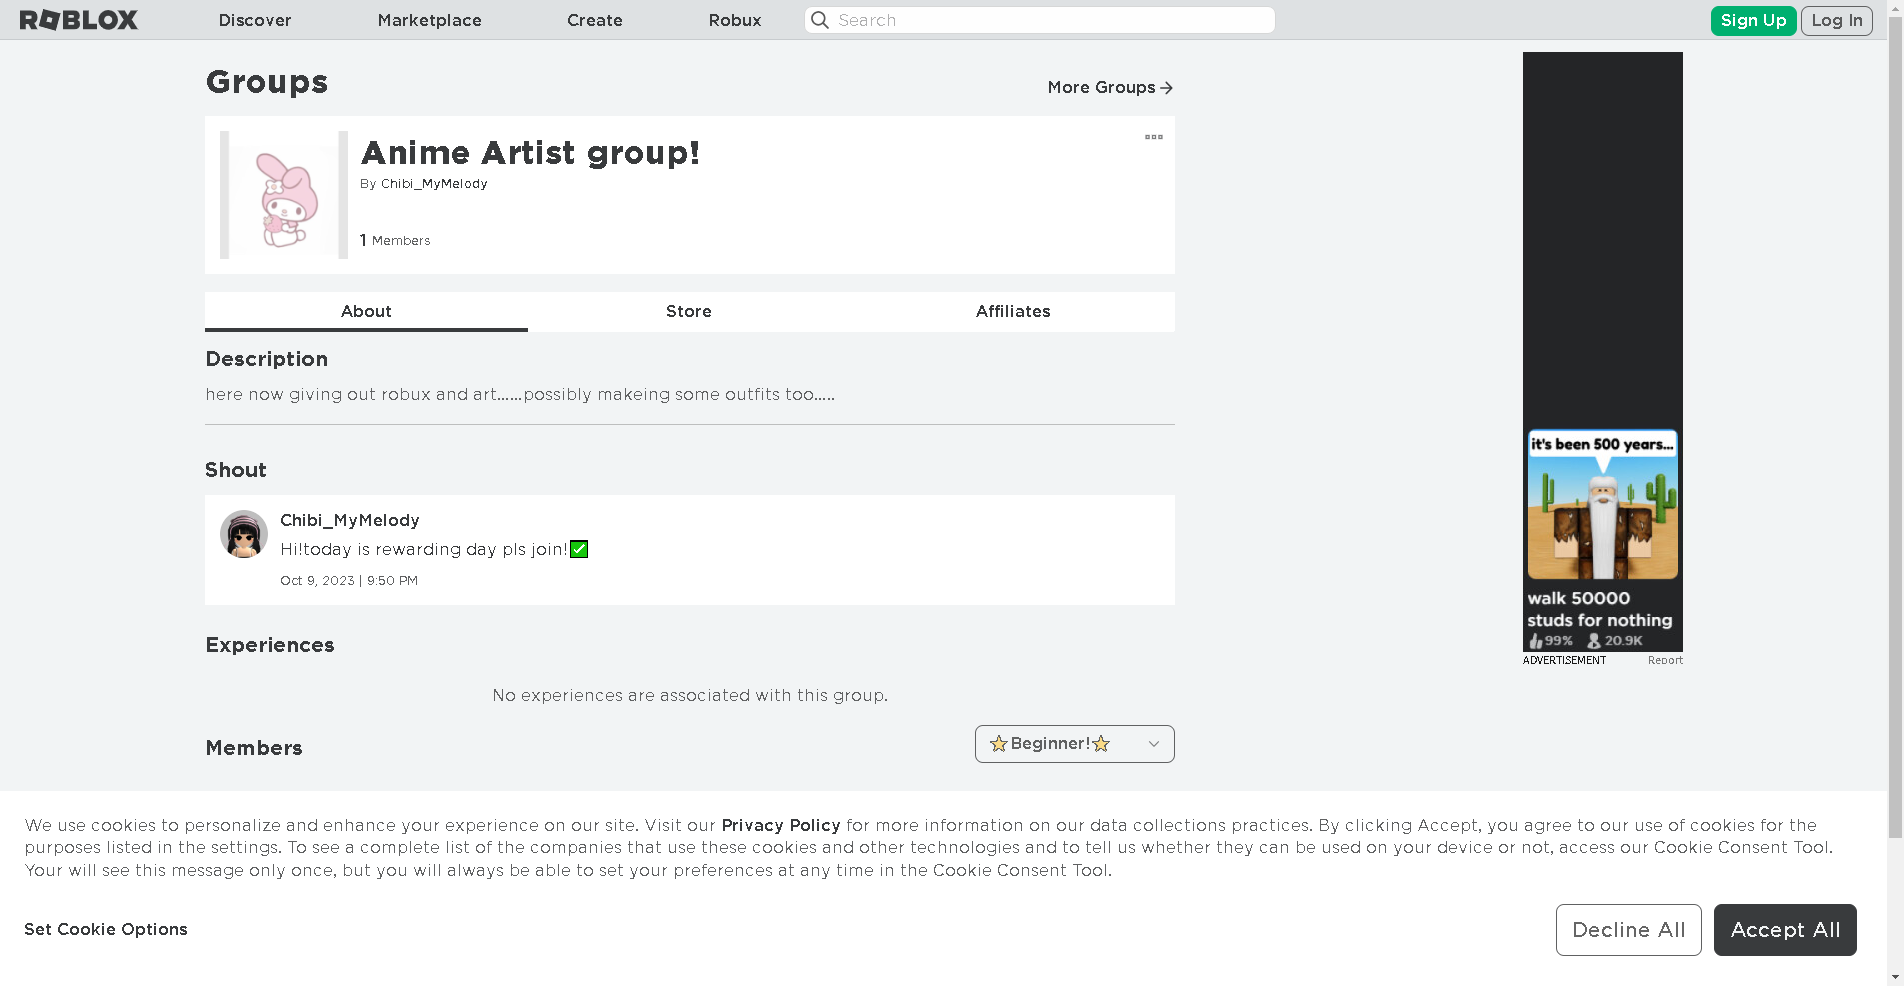 ROBLOX
Discover
Marketplace
Create
Robux
Search
Sign Up
Log In
Groups
More Groups
Anime Artist group!
By Chibi_MyMelody
1 Members
About
Store
Affiliates
Description
here now giving out robux and art......possibly makeing some outfits too.....
Shout
Chibi_MyMelody
Hi!today is rewarding day pls join!✅
Oct 9, 2023 | 9:50 PM
Experiences
No experiences are associated with this group.
Members
⭐Beginner!⭐
it's been 500 years...
walk 50000
studs for nothing
99% 20.9K
ADVERTISEMENT
Report
We use cookies to personalize and enhance your experience on our site. Visit our Privacy Policy for more information on our data collections practices. By clicking Accept, you agree to our use of cookies for the
purposes listed in the settings. To see a complete list of the companies that use these cookies and other technologies and to tell us whether they can be used on your device or not, access our Cookie Consent Tool.
Your will see this message only once, but you will always be able to set your preferences at any time in the Cookie Consent Tool.
Set Cookie Options
Decline All
Accept All